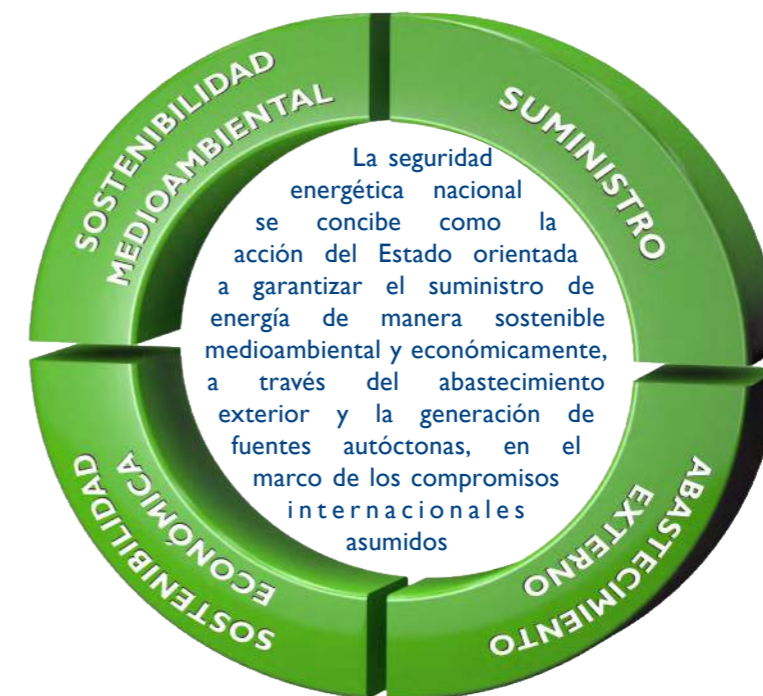 SOSTENIBILIDAD
MEDIOAMBIENTAL
SUMINISTRO
La seguridad
energética nacional
se concibe como la
acción del Estado orientada
a garantizar el suministro de
energía de manera sostenible
medioambiental y económicamente,
a través del abastecimiento
exterior y la generación de
fuentes autóctonas, en el
marco de los compromisos
internacionales
asumidos
SOSTENIBILIDAD
ECONÓMICA
ABASTECIMIENTO
EXTERNO